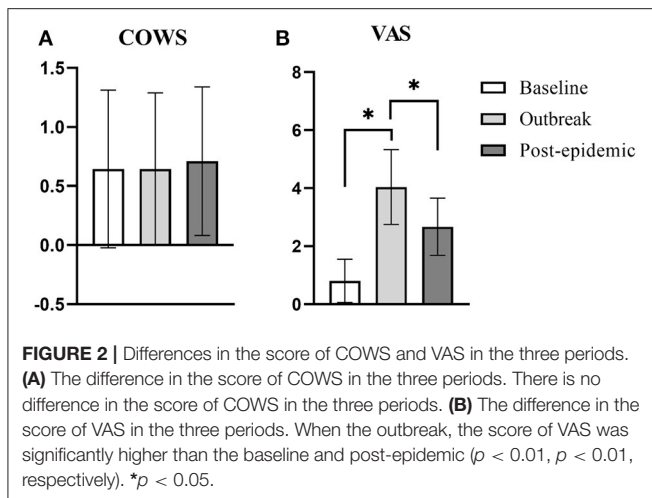 A
COWS
1.5
1.0
0.5
0.0
-0.5
B
VAS
8
6
4
2
0
*
*
Baseline
Outbreak
Post-epidemic
FIGURE 2 | Differences in the score of COWS and VAS in the three periods.
(A) The difference in the score of COWS in the three periods. There is no
difference in the score of COWS in the three periods. (B) The difference in the
score of VAS in the three periods. When the outbreak, the score of VAS was
significantly higher than the baseline and post-epidemic (p < 0.01, p < 0.01,
respectively). *p < 0.05.